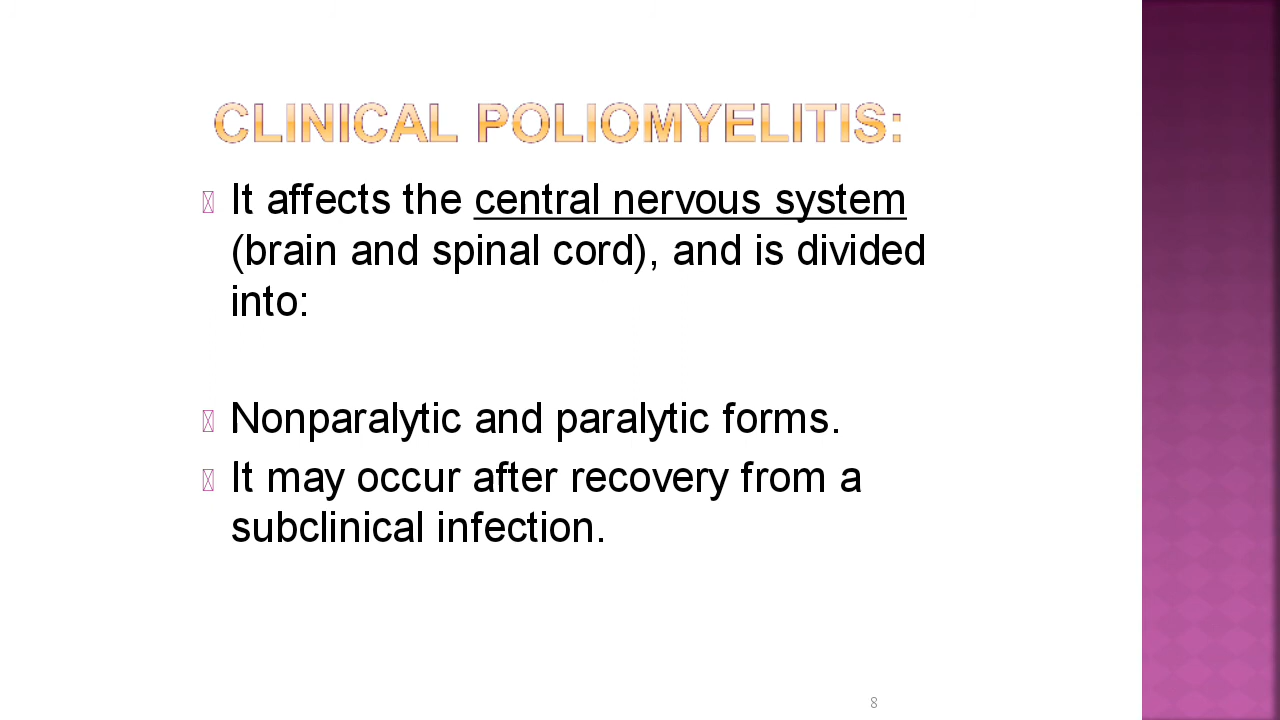 CLINICAL POLIOMYELITIS:
It affects the central nervous system
(brain and spinal cord), and is divided
into:
Nonparalytic and paralytic forms.
It may occur after recovery from a
subclinical infection.
8